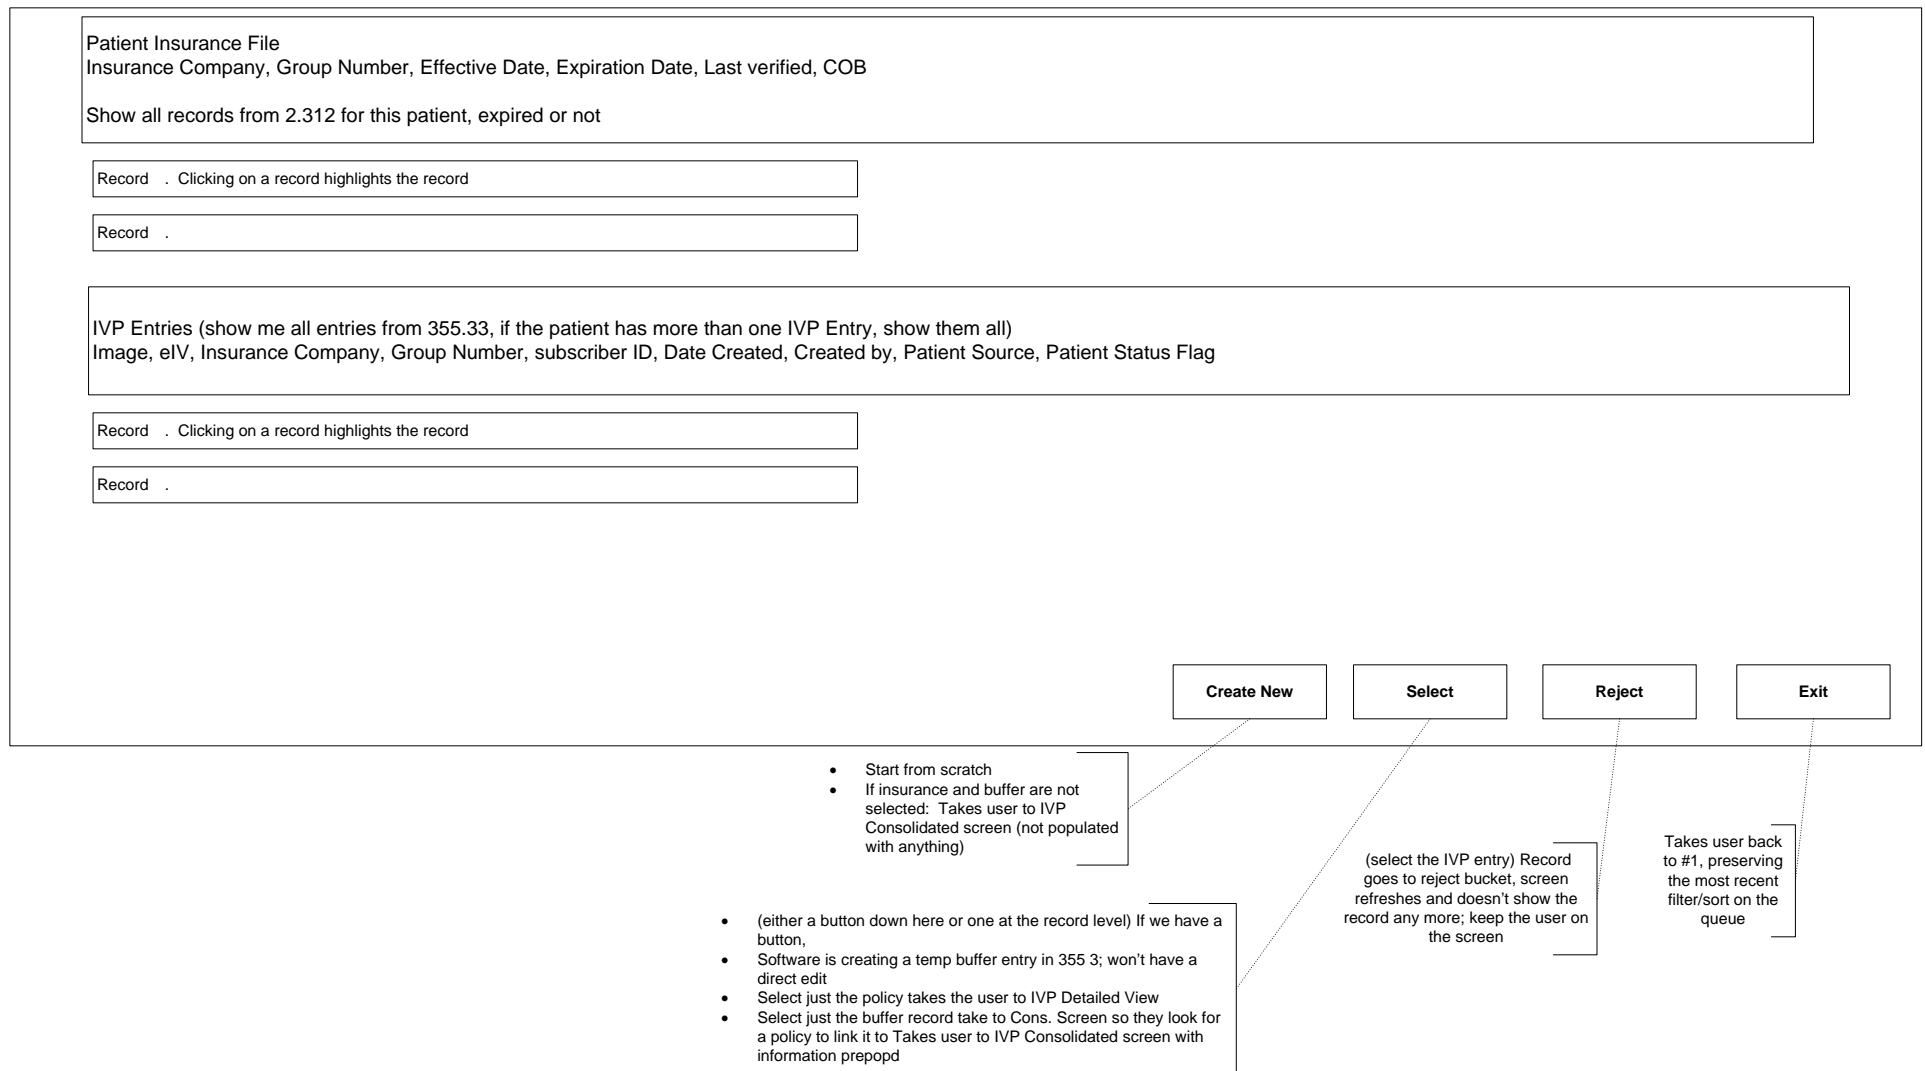 Patient Insurance File
Insurance Company, Group Number, Effective Date, Expiration Date, Last verified, COB
Show all records from 2.312 for this patient, expired or not
Record . Clicking on a record highlights the record
Record .
IVP Entries (show me all entries from 355.33, if the patient has more than one IVP Entry, show them all)
Image, eIV, Insurance Company, Group Number, subscriber ID, Date Created, Created by, Patient Source, Patient Status Flag
Record . Clicking on a record highlights the record
Record .
Create New
Select
Reject
Exit
• Start from scratch
• If insurance and buffer are not
selected: Takes user to IVP
Consolidated screen (not populated
with anything)
• (either a button down here or one at the record level) If we have a
button,
• Software is creating a temp buffer entry in 355 3; won't have a
direct edit
• Select just the policy takes the user to IVP Detailed View
• Select just the buffer record take to Cons. Screen so they look for
a policy to link it to Takes user to IVP Consolidated screen with
information prepopd
(select the IVP entry) Record
goes to reject bucket, screen
refreshes and doesn't show the
record any more; keep the user on
the screen
Takes user back
to #1, preserving
the most recent
filter/sort on the
queue